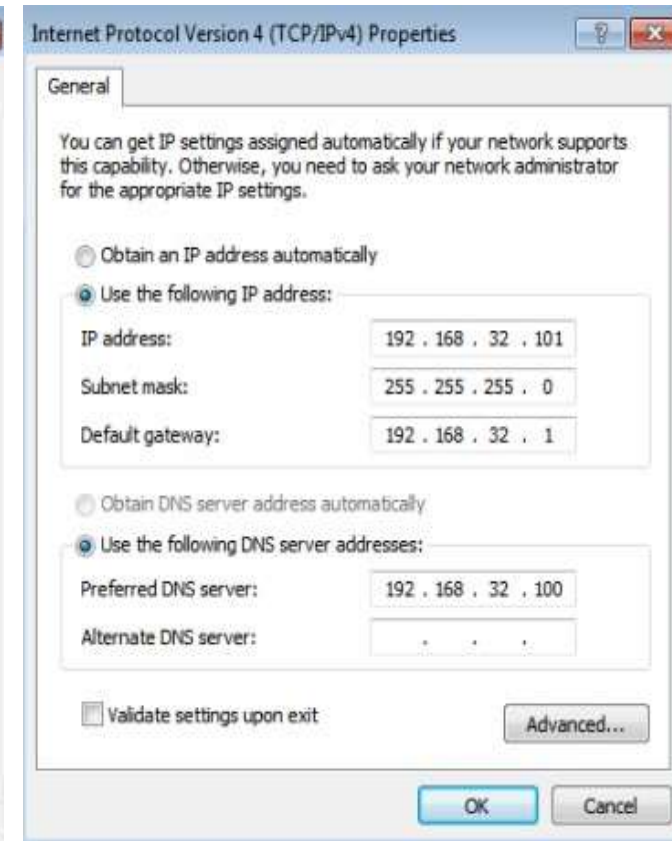 Internet Protocol Version 4 (TCP/IPv4) Properties
General
You can get IP settings assigned automatically if your network supports
this capability. Otherwise, you need to ask your network administrator
for the appropriate IP settings.
Obtain an IP address automatically
Use the following IP address:
IP address: 192 . 168 . 32 . 101
Subnet mask: 255 . 255 . 255 . 0
Default gateway: 192 . 168 . 32 . 1
Obtain DNS server address automatically
Use the following DNS server addresses:
Preferred DNS server: 192 . 168 . 32 . 100
Alternate DNS server: . . .
Validate settings upon exit
Advanced...
OK Cancel